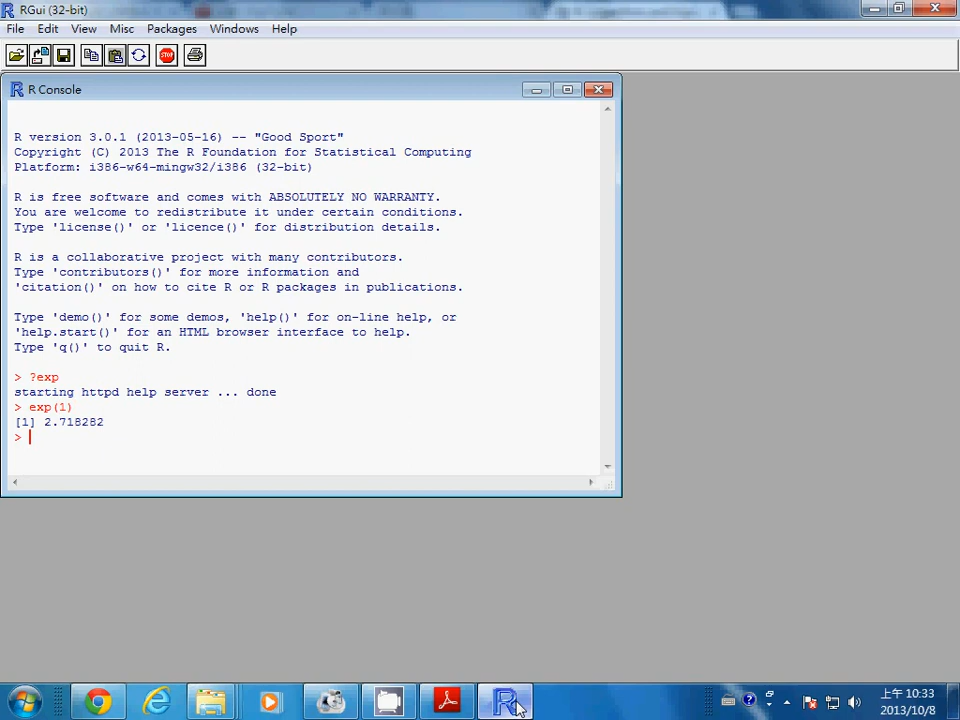 RGui (32-bit)
File Edit View Misc Packages Windows Help
STOP
R Console
R version 3.0.1 (2013-05-16) -- "Good Sport"
Copyright (C) 2013 The R Foundation for Statistical Computing
Platform: i386-w64-mingw32/i386 (32-bit)
R is free software and comes with ABSOLUTELY NO WARRANTY.
You are welcome to redistribute it under certain conditions.
Type 'license()' or 'licence()' for distribution details.
R is a collaborative project with many contributors.
Type 'contributors()' for more information and
'citation()' on how to cite R or R packages in publications.
Type 'demo()' for some demos, 'help()' for on-line help, or
'help.start()' for an HTML browser interface to help.
Type 'q()' to quit R.
> ?exp
starting httpd help server ... done
> exp(1)
[1] 2.718282
>
上午 10:33
2013/10/8